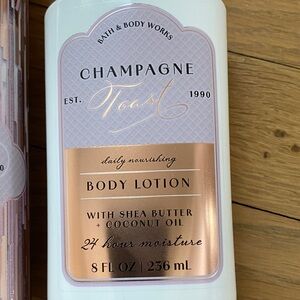 BATH & BODY WORKS
CHAMPAGNE
EST. Toast 1990
daily nourishing
BODY LOTION
WITH SHEA BUTTER
+ COCONUT OIL
24 hour moisture
8 FL OZ | 236 mL